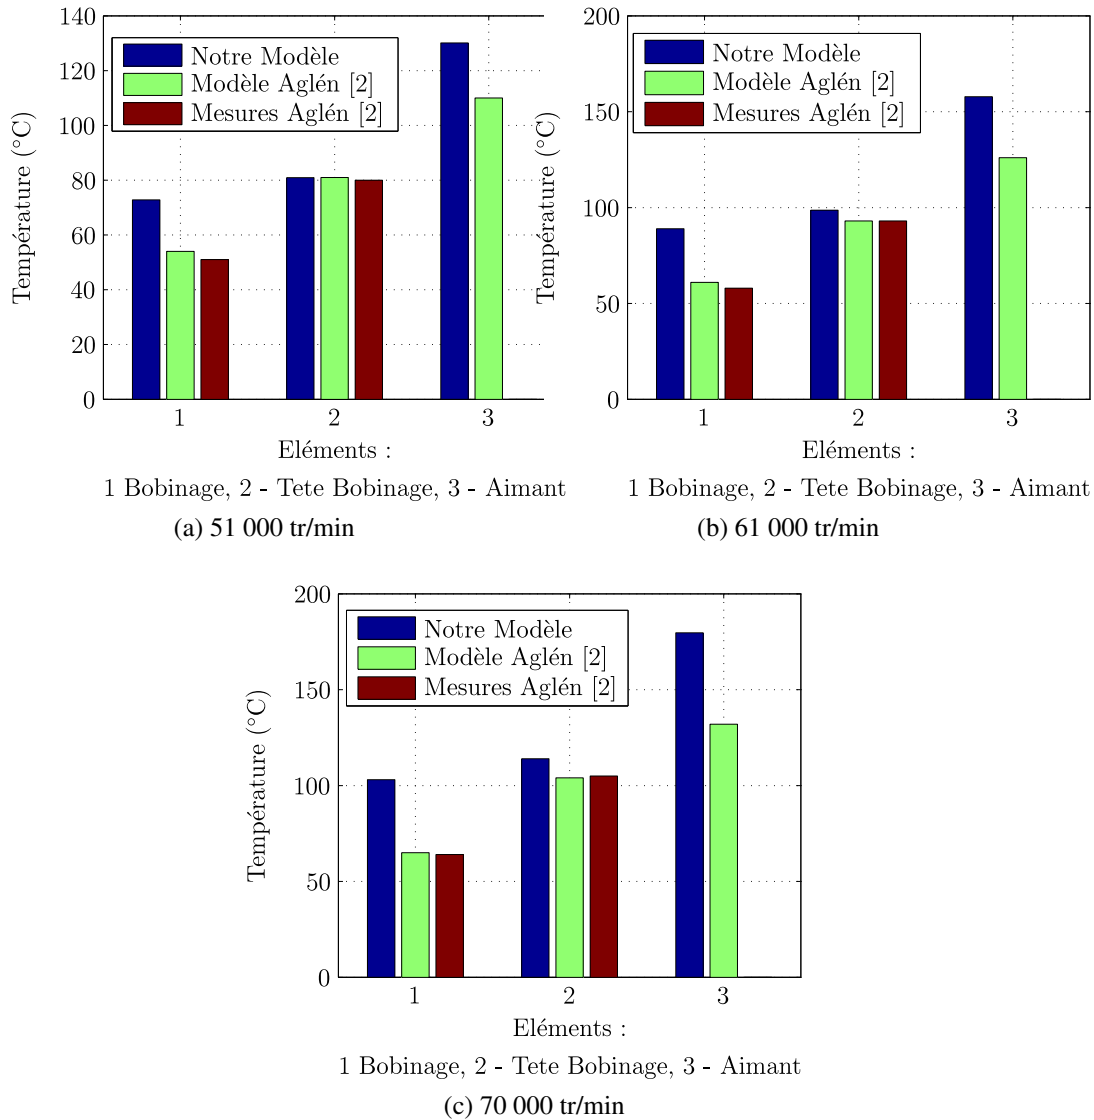 140
120
100
80
60
40
20
0
Température (°C)
Notre Modèle
Modèle Aglén [2]
Mesures Aglén [2]
1 2 3
Eléments :
1 Bobinage, 2 - Tete Bobinage, 3 - Aimant
(a) 51 000 tr/min
200
150
100
50
0
Température (°C)
Notre Modèle
Modèle Aglén [2]
Mesures Aglén [2]
1 2 3
Eléments :
1 Bobinage, 2 - Tete Bobinage, 3 - Aimant
(b) 61 000 tr/min
200
150
100
50
0
Température (°C)
Notre Modèle
Modèle Aglén [2]
Mesures Aglén [2]
1 2 3
Eléments :
1 Bobinage, 2 - Tete Bobinage, 3 - Aimant
(c) 70 000 tr/min